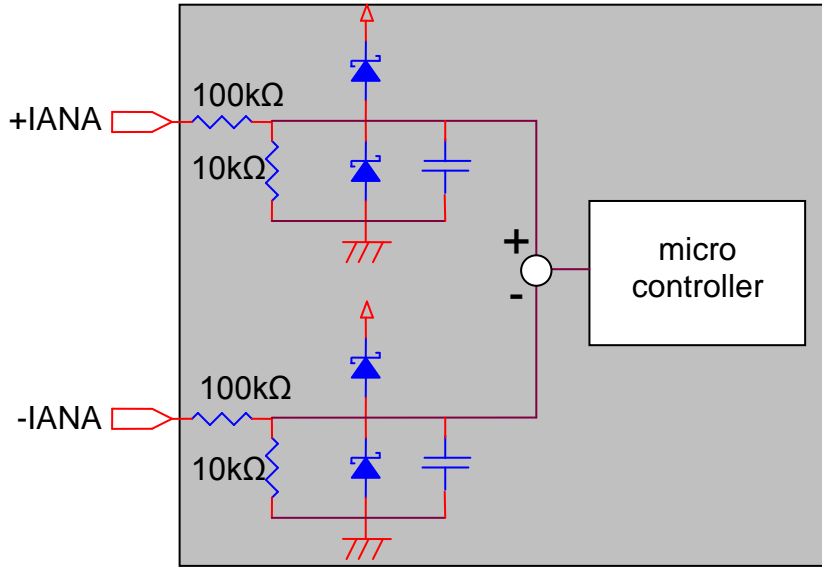 100kΩ
+IANA
10kΩ
+
-
micro
controller
100kΩ
-IANA
10kΩ